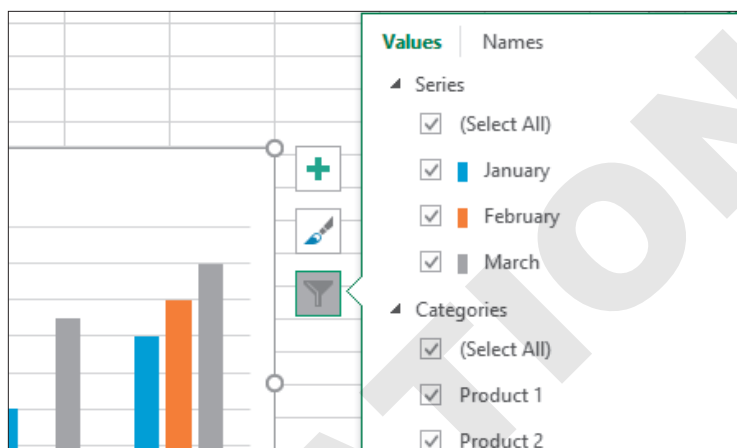 Values Names
Series
(Select All)
January
February
March
Categories
(Select All)
Product 1
Product 2